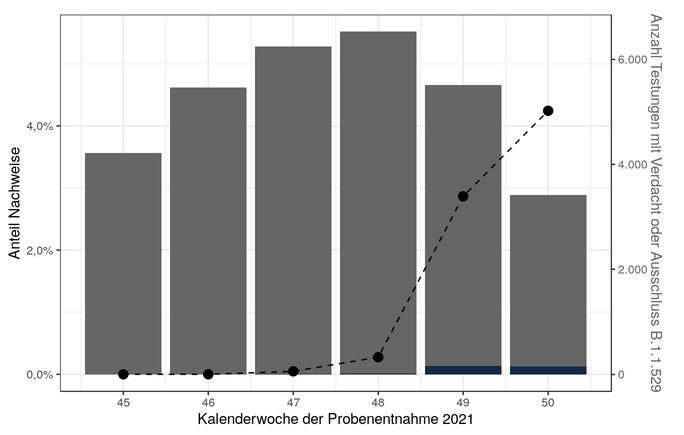 Anteil Nachweise
4,0%
2,0%
0,0%
6.000
4.000
2.000
0
Anzahl Testungen mit Verdacht oder Ausschluss B.1.1.529
45 46 47 48 49 50
Kalenderwoche der Probenentnahme 2021